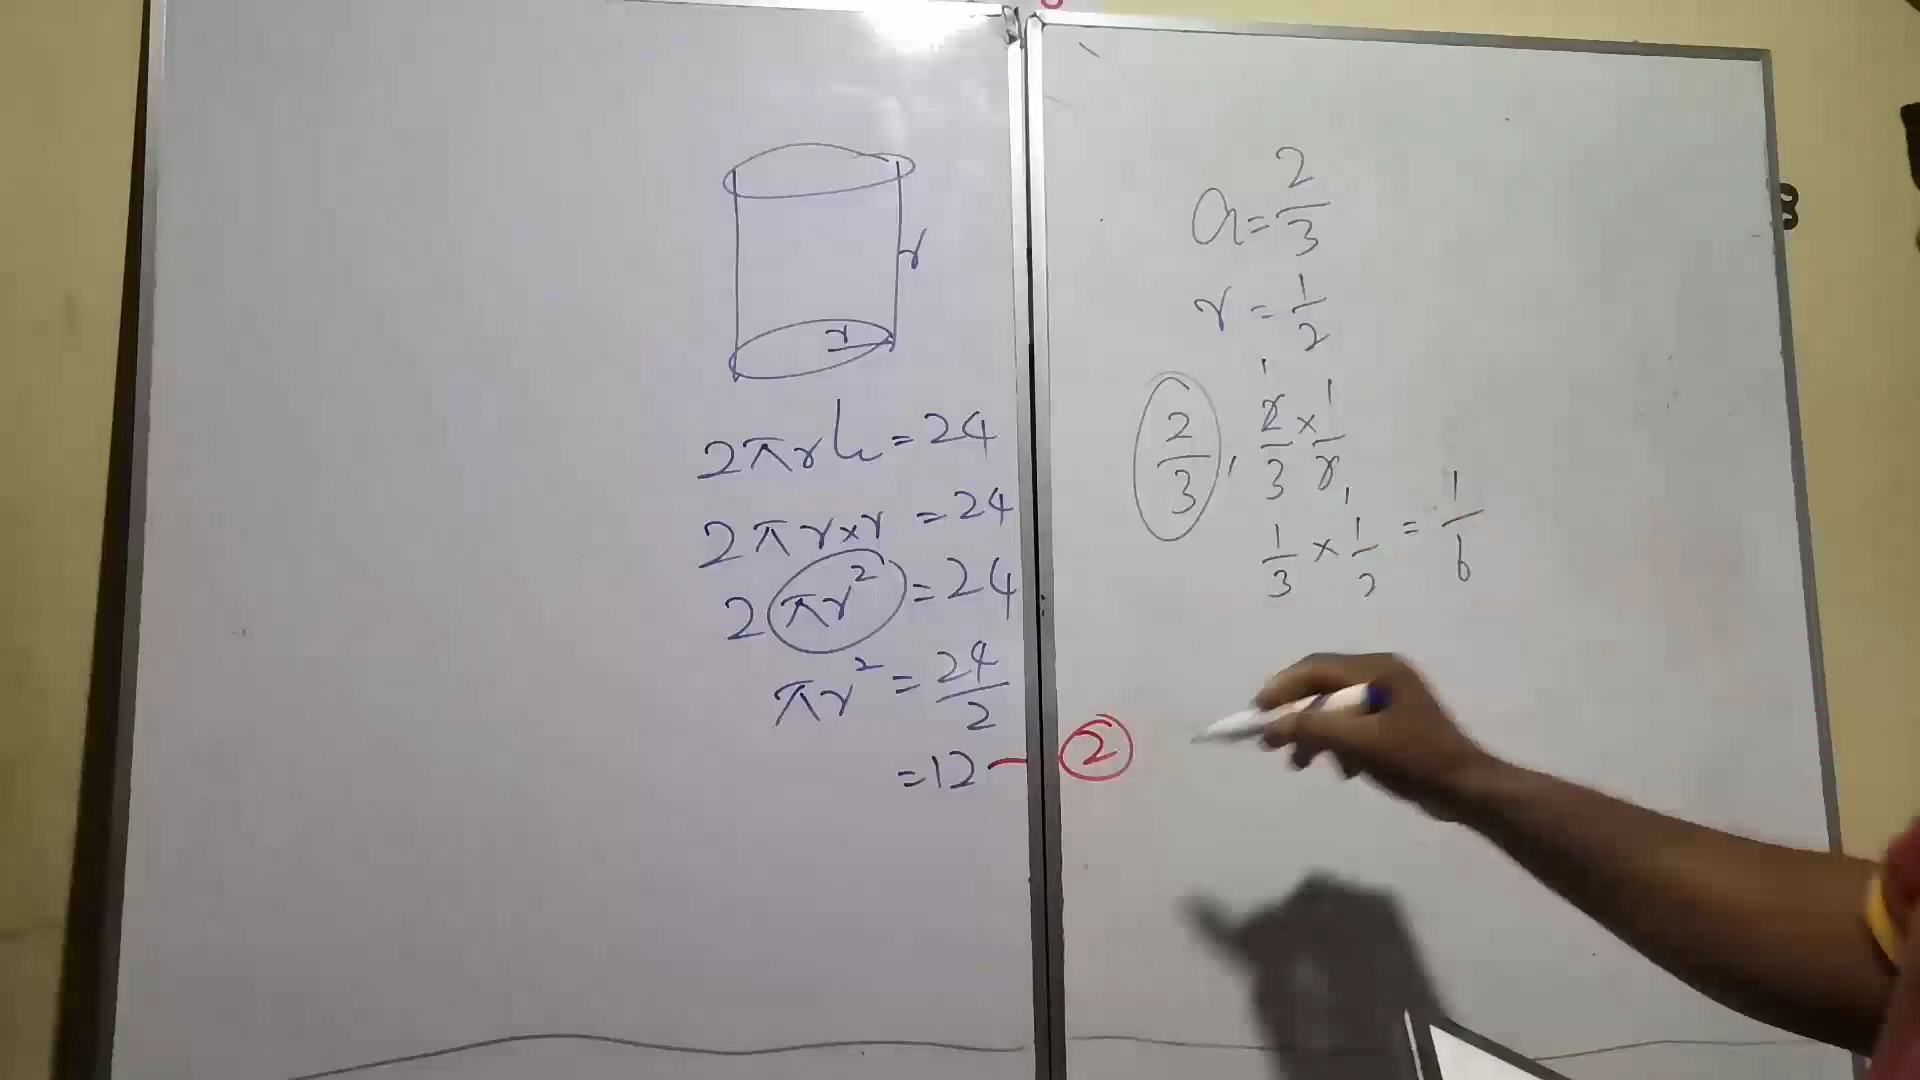 r
r
2πrh = 24
2πr×r = 24
2πr² = 24
πr² = 24/2
= 12 — ②
a = 2/3
r = 1/2
2/3, 2/3 × 1/2
1/3 × 1/2 = 1/6